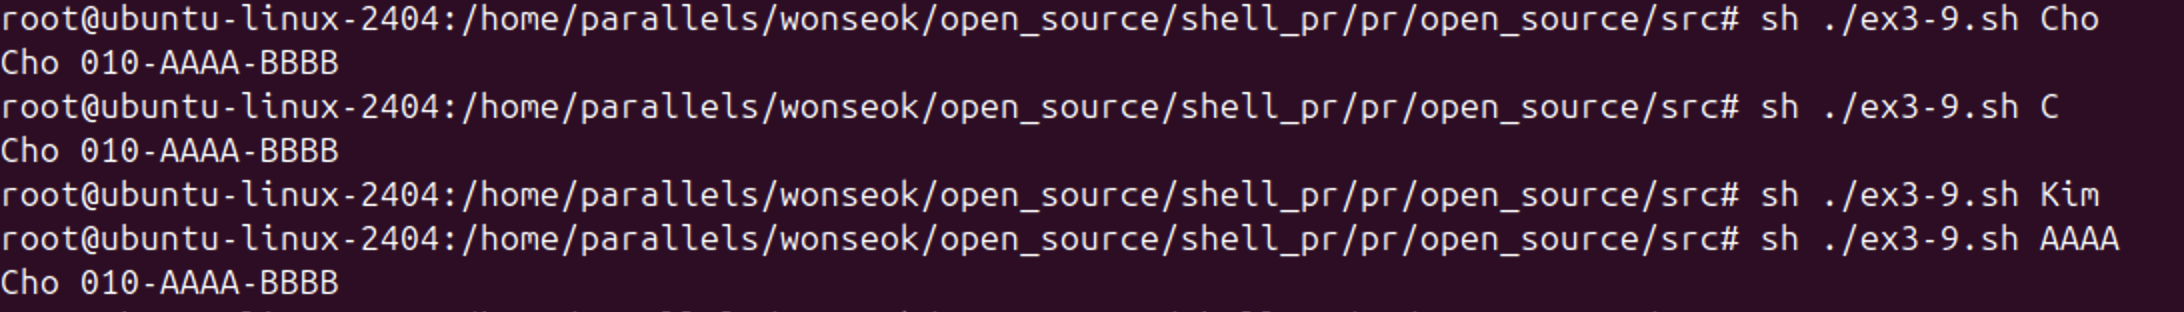 root@ubuntu-linux-2404:/home/parallels/wonseok/open_source/shell_pr/pr/open_source/src# sh ./ex3-9.sh Cho
Cho 010-AAAA-BBBB
root@ubuntu-linux-2404:/home/parallels/wonseok/open_source/shell_pr/pr/open_source/src# sh ./ex3-9.sh C
Cho 010-AAAA-BBBB
root@ubuntu-linux-2404:/home/parallels/wonseok/open_source/shell_pr/pr/open_source/src# sh ./ex3-9.sh Kim
root@ubuntu-linux-2404:/home/parallels/wonseok/open_source/shell_pr/pr/open_source/src# sh ./ex3-9.sh AAAA
Cho 010-AAAA-BBBB